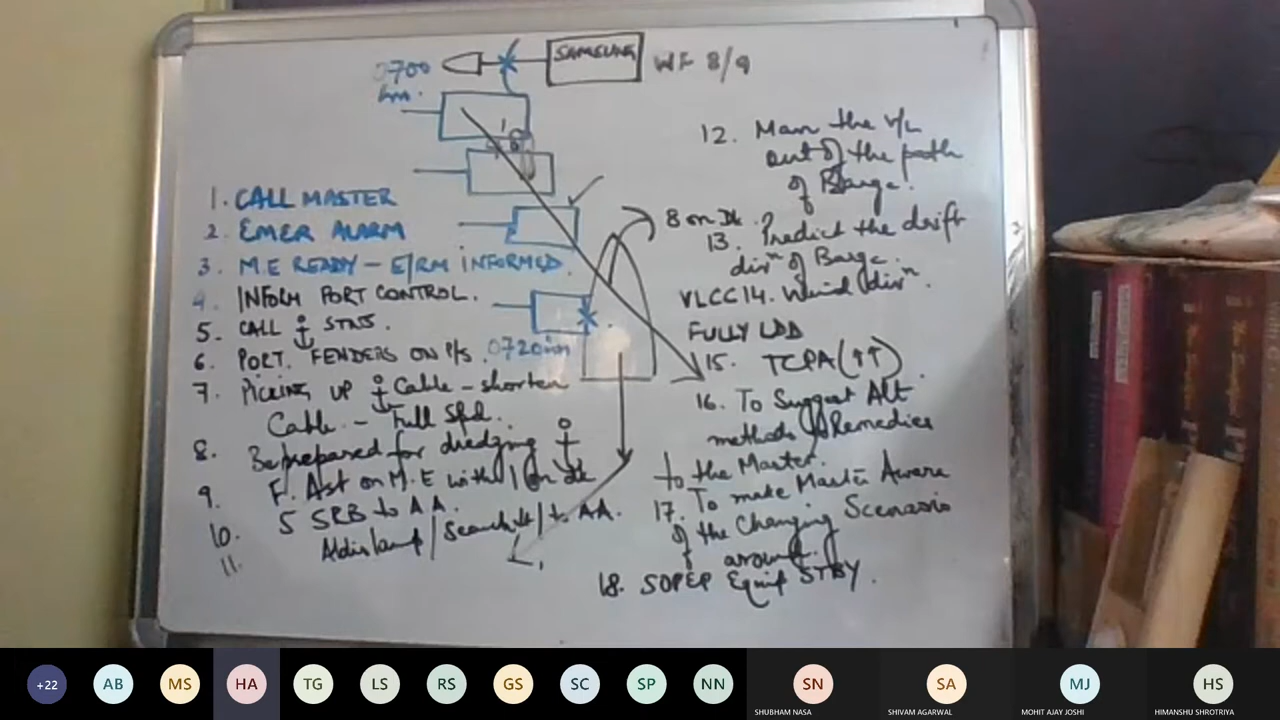 0700
hrs.
SAMSUNG
WF 8/9
1
1. CALL MASTER
2. EMER ALARM
3. M.E READY - E/RM INFORMED.
4. INFORM PORT CONTROL.
5. CALL STNS.
6. PORT. FENDERS ON P/S.
7. PICKING UP Cable - shorten
Cable. - Full Spd.
8. Be prepared for dredging
9. F. Ast on M.E with 1 on dk
10. 5 SRB to A A.
11. Aldis lamp / Search lt / to AA.
0720hrs
8 on Dk.
VLCC
FULLY LDD
12. Man the V/L
out of the path
of Barge.
13. Predict the drift
dirn of Barge.
14. Wind dirn.
15. TCPA (↑↑)
16. To Suggest Alt
methods Remedies
to the Master.
17. To make Master Aware
of the Changing Scenario
around.
18. SOPEP Equip STBY.
+22
AB
MS
HA
TG
LS
RS
GS
SC
SP
NN
SN
SHUBHAM NASA
SA
SHIVAM AGARWAL
MJ
MOHIT AJAY JOSHI
HS
HIMANSHU SHROTRIYA